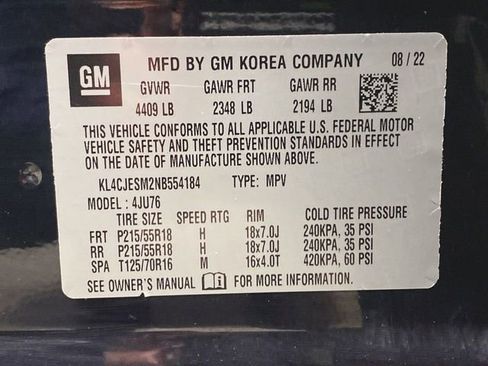 GM
MFD BY GM KOREA COMPANY 08 / 22
GVWR GAWR FRT GAWR RR
4409 LB 2348 LB 2194 LB
THIS VEHICLE CONFORMS TO ALL APPLICABLE U.S. FEDERAL MOTOR
VEHICLE SAFETY AND THEFT PREVENTION STANDARDS IN EFFECT
ON THE DATE OF MANUFACTURE SHOWN ABOVE.
KL4CJESM2NB554184 TYPE: MPV
MODEL : 4JU76
TIRE SIZE SPEED RTG RIM COLD TIRE PRESSURE
FRT P215/55R18 H 18x7.0J 240KPA, 35 PSI
RR P215/55R18 H 18x7.0J 240KPA, 35 PSI
SPA T125/70R16 M 16x4.0T 420KPA, 60 PSI
SEE OWNER'S MANUAL FOR MORE INFORMATION.